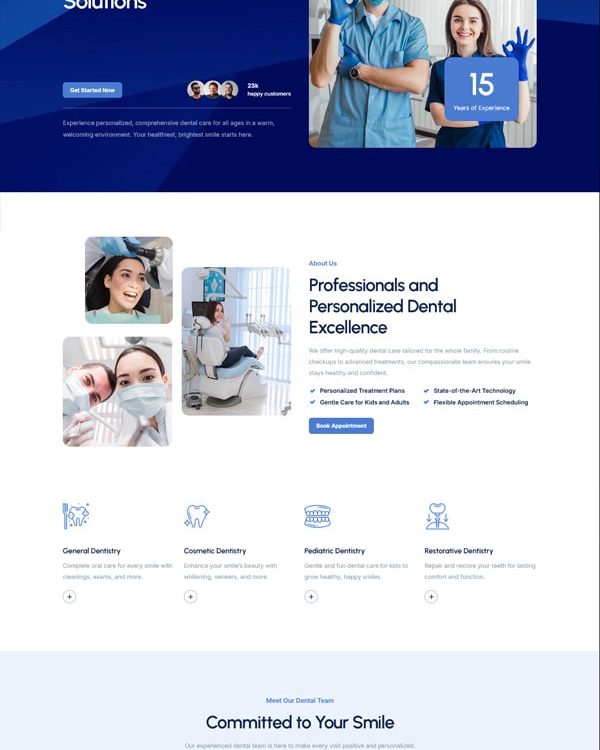 Solutions
Get Started Now
23k
happy customers
Experience personalized, comprehensive dental care for all ages in a warm,
welcoming environment. Your healthiest, brightest smile starts here.
15
Years of Experience
About Us
Professionals and
Personalized Dental
Excellence
We offer high-quality dental care tailored for the whole family. From routine
checkups to advanced treatments, our compassionate team ensures your smile
stays healthy and confident.
Personalized Treatment Plans
State-of-the-Art Technology
Gentle Care for Kids and Adults
Flexible Appointment Scheduling
Book Appointment
General Dentistry
Complete oral care for every smile with
cleanings, exams, and more.
Cosmetic Dentistry
Enhance your smile's beauty with
whitening, veneers, and more.
Pediatric Dentistry
Gentle and fun dental care for kids to
grow healthy, happy smiles.
Restorative Dentistry
Repair and restore your teeth for lasting
comfort and function.
Meet Our Dental Team
Committed to Your Smile
Our experienced dental team is here to make every visit positive and personalized.